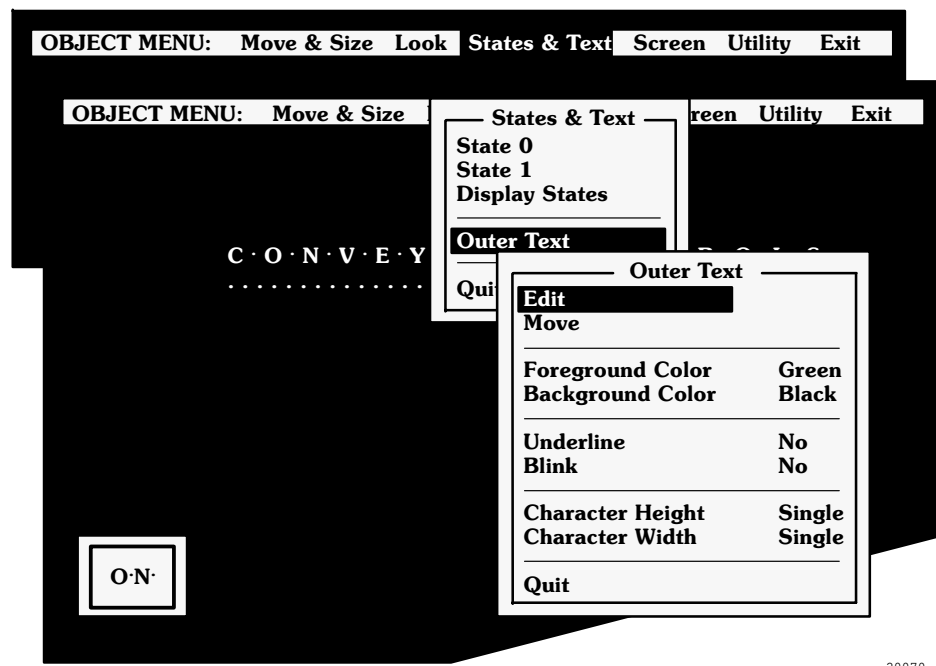 OBJECT MENU: Move & Size Look States & Text Screen Utility Exit
OBJECT MENU: Move & Size reen Utility Exit
States & Text
State 0
State 1
Display States
Outer Text
C·O·N·V·E·Y
Qui
Outer Text
Edit
Move
Foreground Color Green
Background Color Black
Underline No
Blink No
Character Height Single
Character Width Single
Quit
O·N·